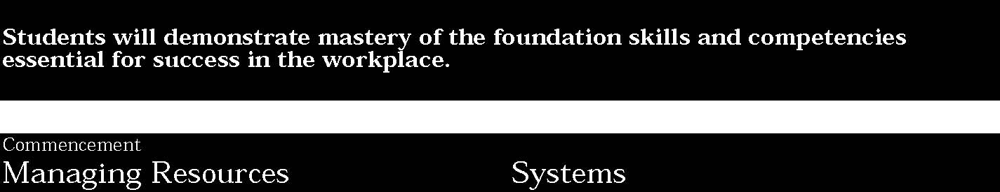 Students will demonstrate mastery of the foundation skills and competencies
essential for success in the workplace.
Commencement
Managing Resources Systems